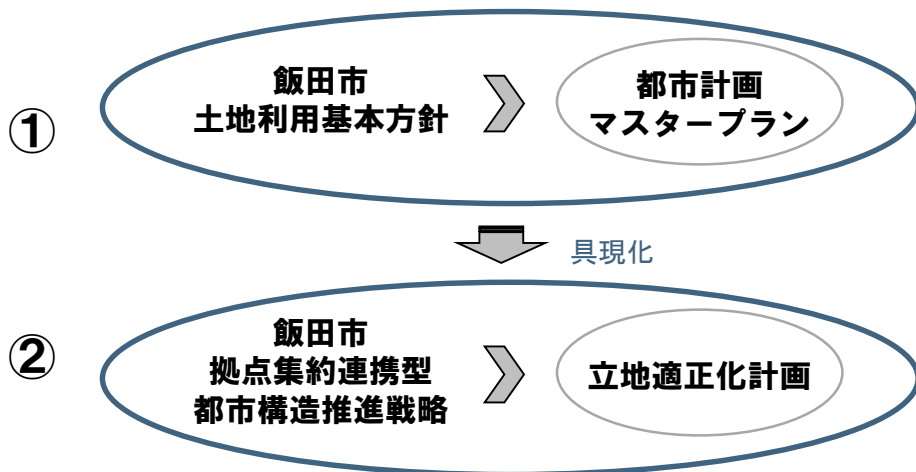 ①
飯田市
土地利用基本方針
都市計画
マスタープラン
具現化
②
飯田市
拠点集約連携型
都市構造推進戦略
立地適正化計画